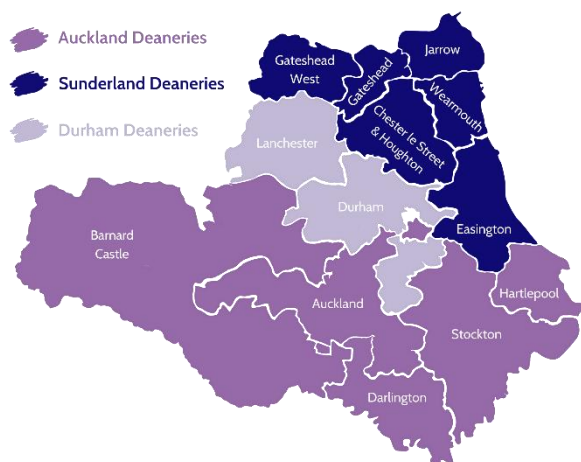 Auckland Deaneries
Sunderland Deaneries
Durham Deaneries
Jarrow
Gateshead
West
Gateshead
Wearmouth
Chester le Street
& Houghton
Lanchester
Durham
Easington
Barnard
Castle
Hartlepool
Auckland
Stockton
Darlington